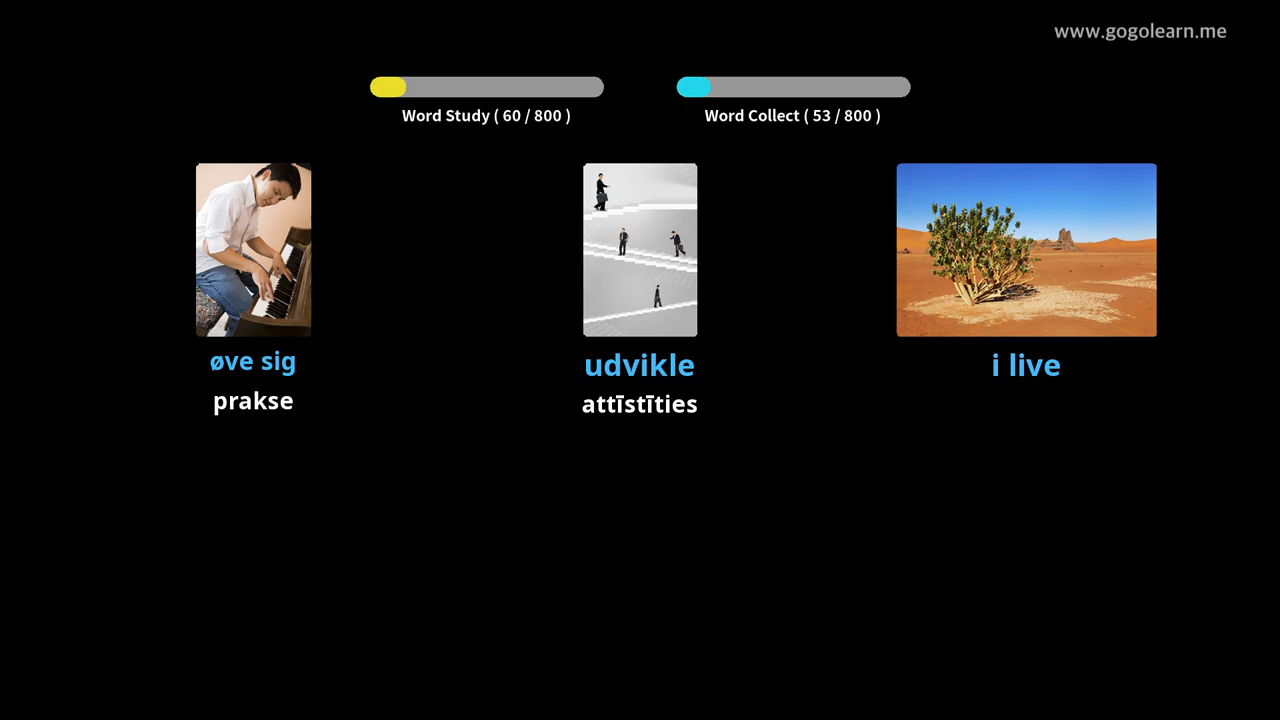 www.gogolearn.me
Word Study ( 60 / 800 )
Word Collect ( 53 / 800 )
øve sig
udvikle
i live
prakse
attīstīties